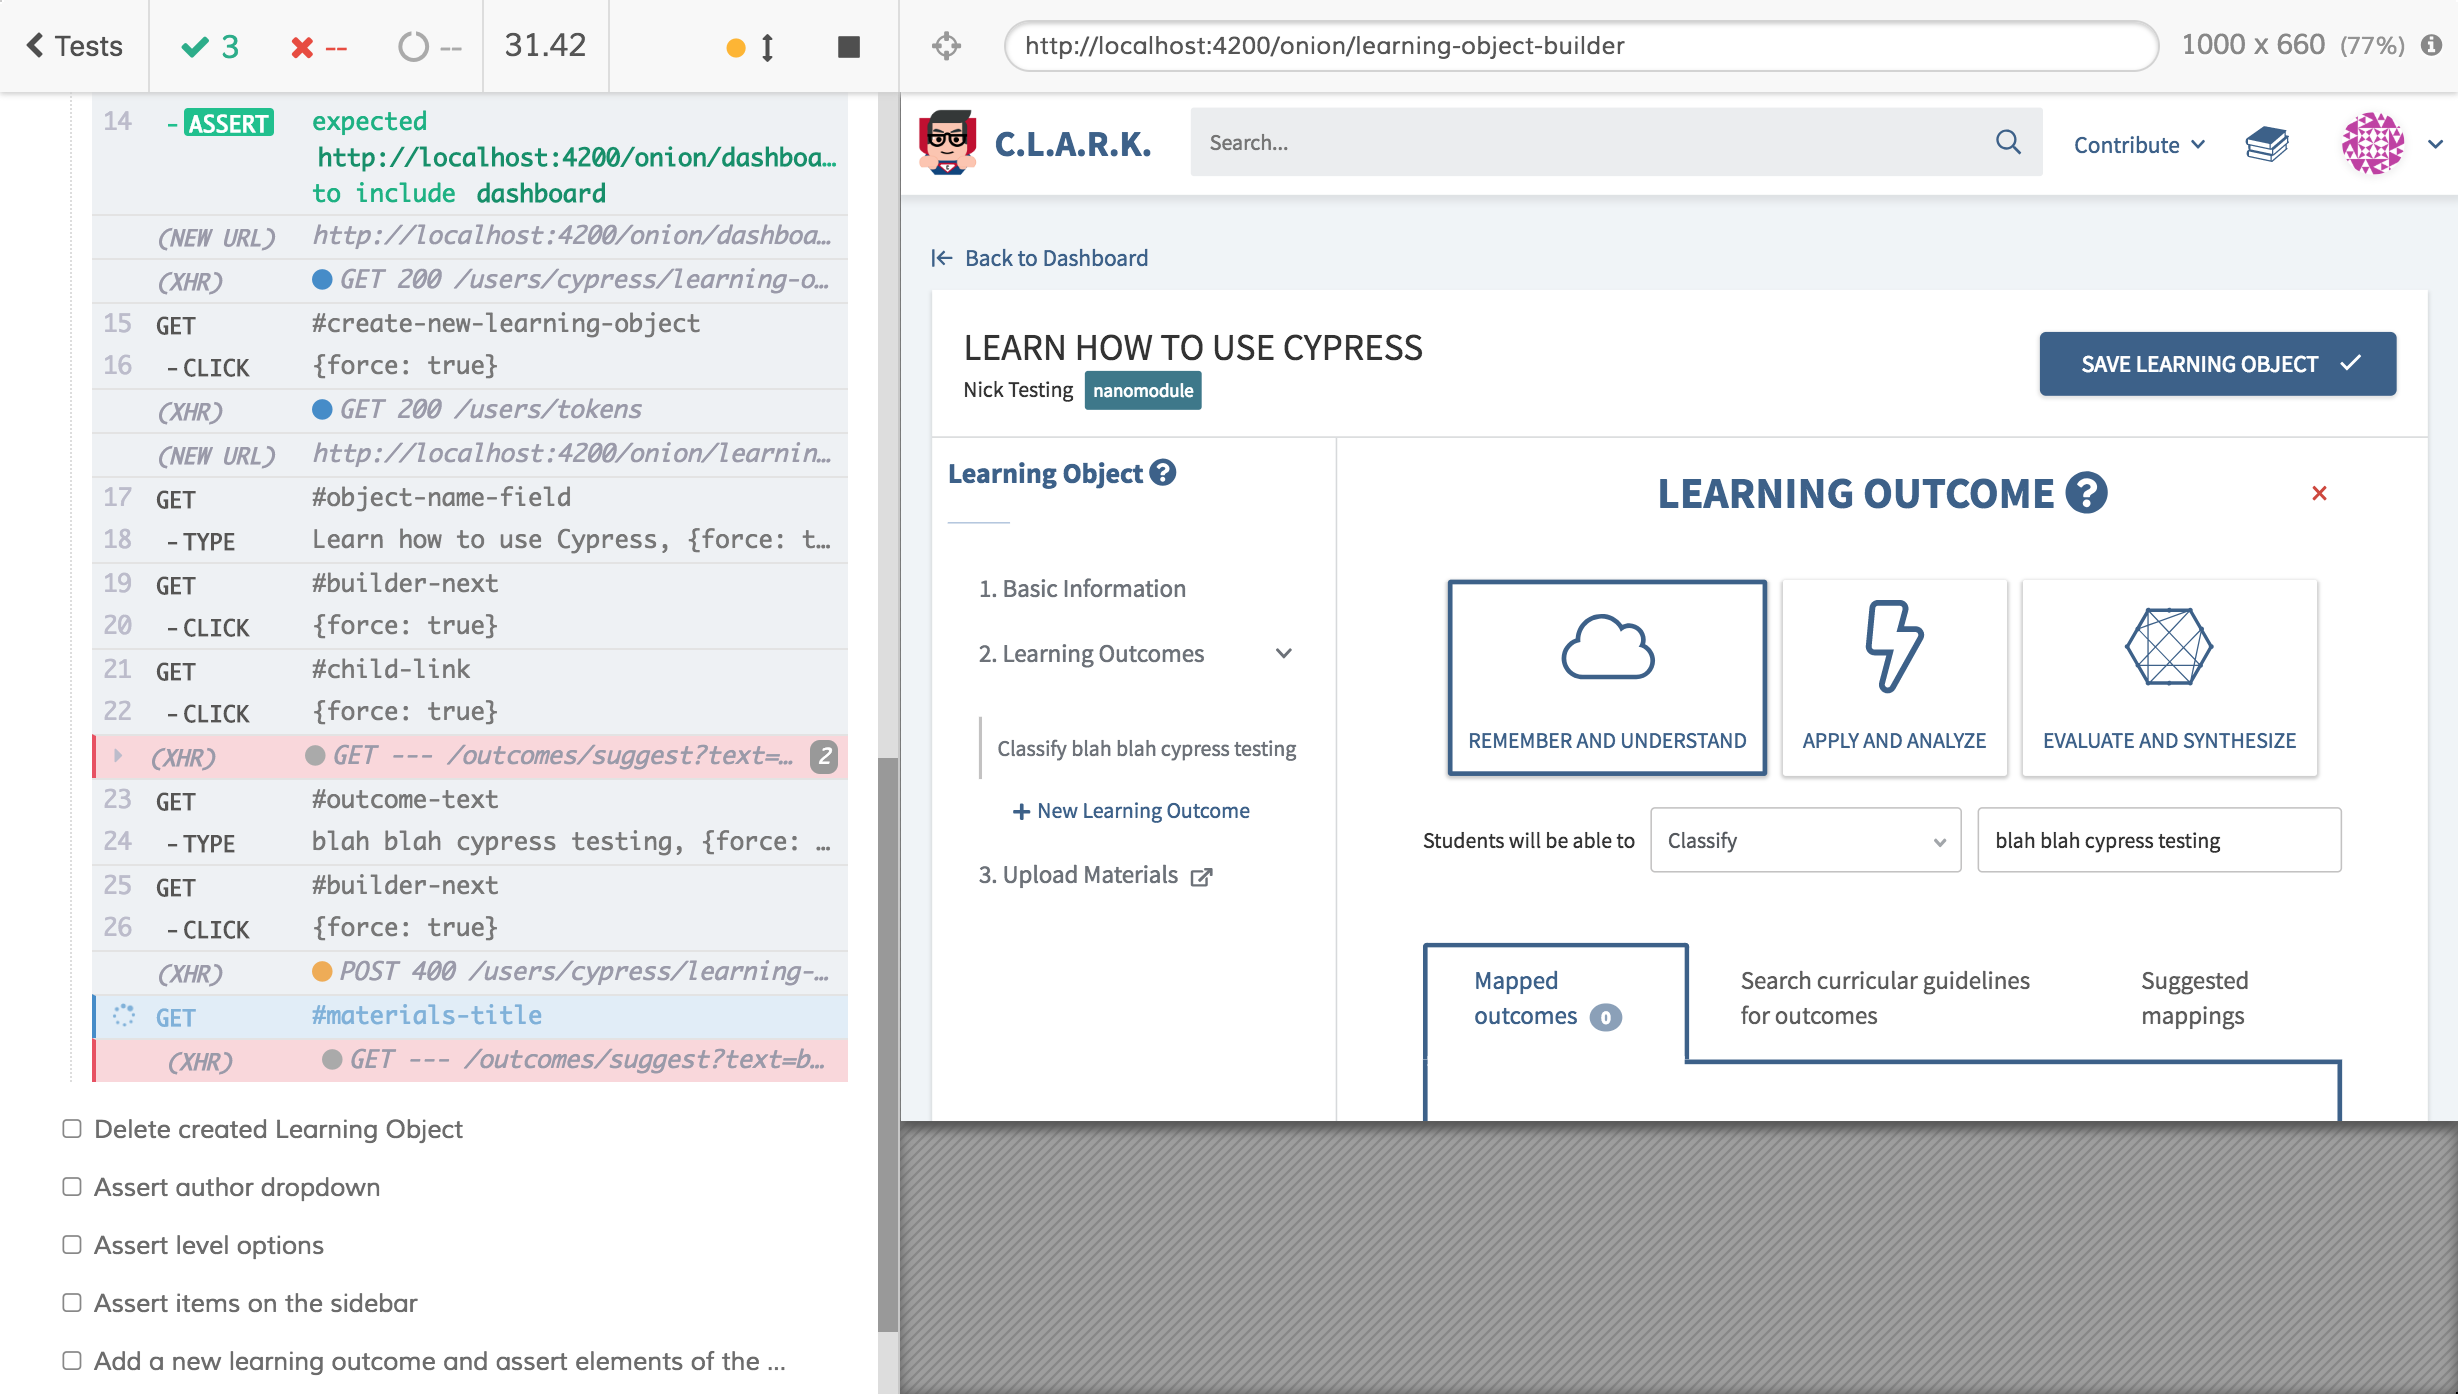 Tests
3
--
--
31.42
http://localhost:4200/onion/learning-object-builder
1000 x 660 (77%)
14 -ASSERT expected
http://localhost:4200/onion/dashboa...
to include dashboard
(NEW URL) http://localhost:4200/onion/dashboa...
(XHR) GET 200 /users/cypress/learning-o...
15 GET #create-new-learning-object
16 -CLICK {force: true}
(XHR) GET 200 /users/tokens
(NEW URL) http://localhost:4200/onion/learnin...
17 GET #object-name-field
18 -TYPE Learn how to use Cypress, {force: t...
19 GET #builder-next
20 -CLICK {force: true}
21 GET #child-link
22 -CLICK {force: true}
(XHR) GET --- /outcomes/suggest?text=... 2
23 GET #outcome-text
24 -TYPE blah blah cypress testing, {force: ...
25 GET #builder-next
26 -CLICK {force: true}
(XHR) POST 400 /users/cypress/learning-...
GET #materials-title
(XHR) GET --- /outcomes/suggest?text=b...
Delete created Learning Object
Assert author dropdown
Assert level options
Assert items on the sidebar
Add a new learning outcome and assert elements of the ...
C.L.A.R.K.
Search...
Contribute
Back to Dashboard
LEARN HOW TO USE CYPRESS
Nick Testing nanomodule
SAVE LEARNING OBJECT
Learning Object ?
1. Basic Information
2. Learning Outcomes
Classify blah blah cypress testing
+ New Learning Outcome
3. Upload Materials
LEARNING OUTCOME ?
REMEMBER AND UNDERSTAND
APPLY AND ANALYZE
EVALUATE AND SYNTHESIZE
Students will be able to Classify blah blah cypress testing
Mapped
outcomes 0
Search curricular guidelines
for outcomes
Suggested
mappings